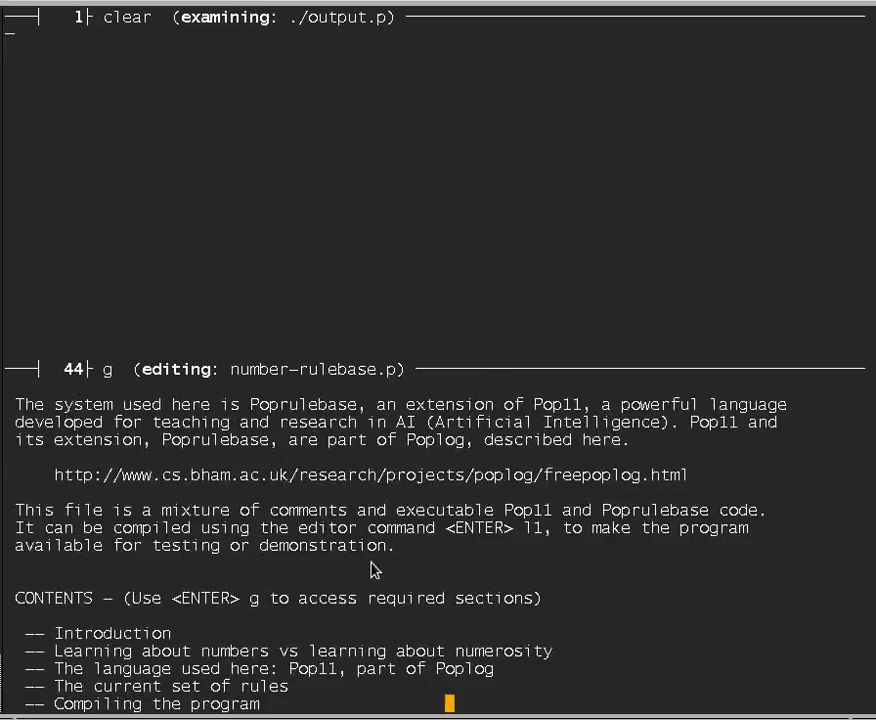 1 clear (examining: ./output.p)
44 g (editing: number-rulebase.p)
The system used here is Poprulebase, an extension of Pop11, a powerful language
developed for teaching and research in AI (Artificial Intelligence). Pop11 and
its extension, Poprulebase, are part of Poplog, described here.
http://www.cs.bham.ac.uk/research/projects/poplog/freepoplog.html
This file is a mixture of comments and executable Pop11 and Poprulebase code.
It can be compiled using the editor command <ENTER> l1, to make the program
available for testing or demonstration.
CONTENTS - (Use <ENTER> g to access required sections)
-- Introduction
-- Learning about numbers vs learning about numerosity
-- The language used here: Pop11, part of Poplog
-- The current set of rules
-- Compiling the program